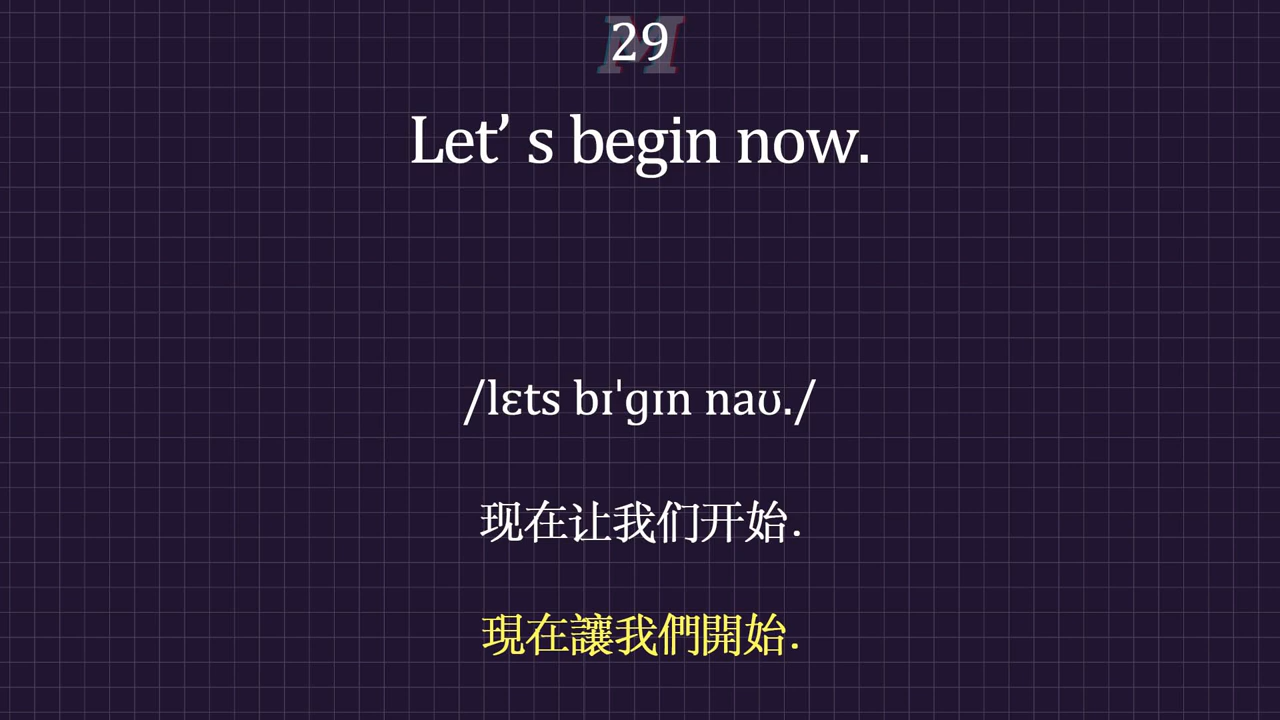 29
Let’ s begin now.
/lɛts bɪˈɡɪn naʊ./
现在让我们开始.
現在讓我們開始.